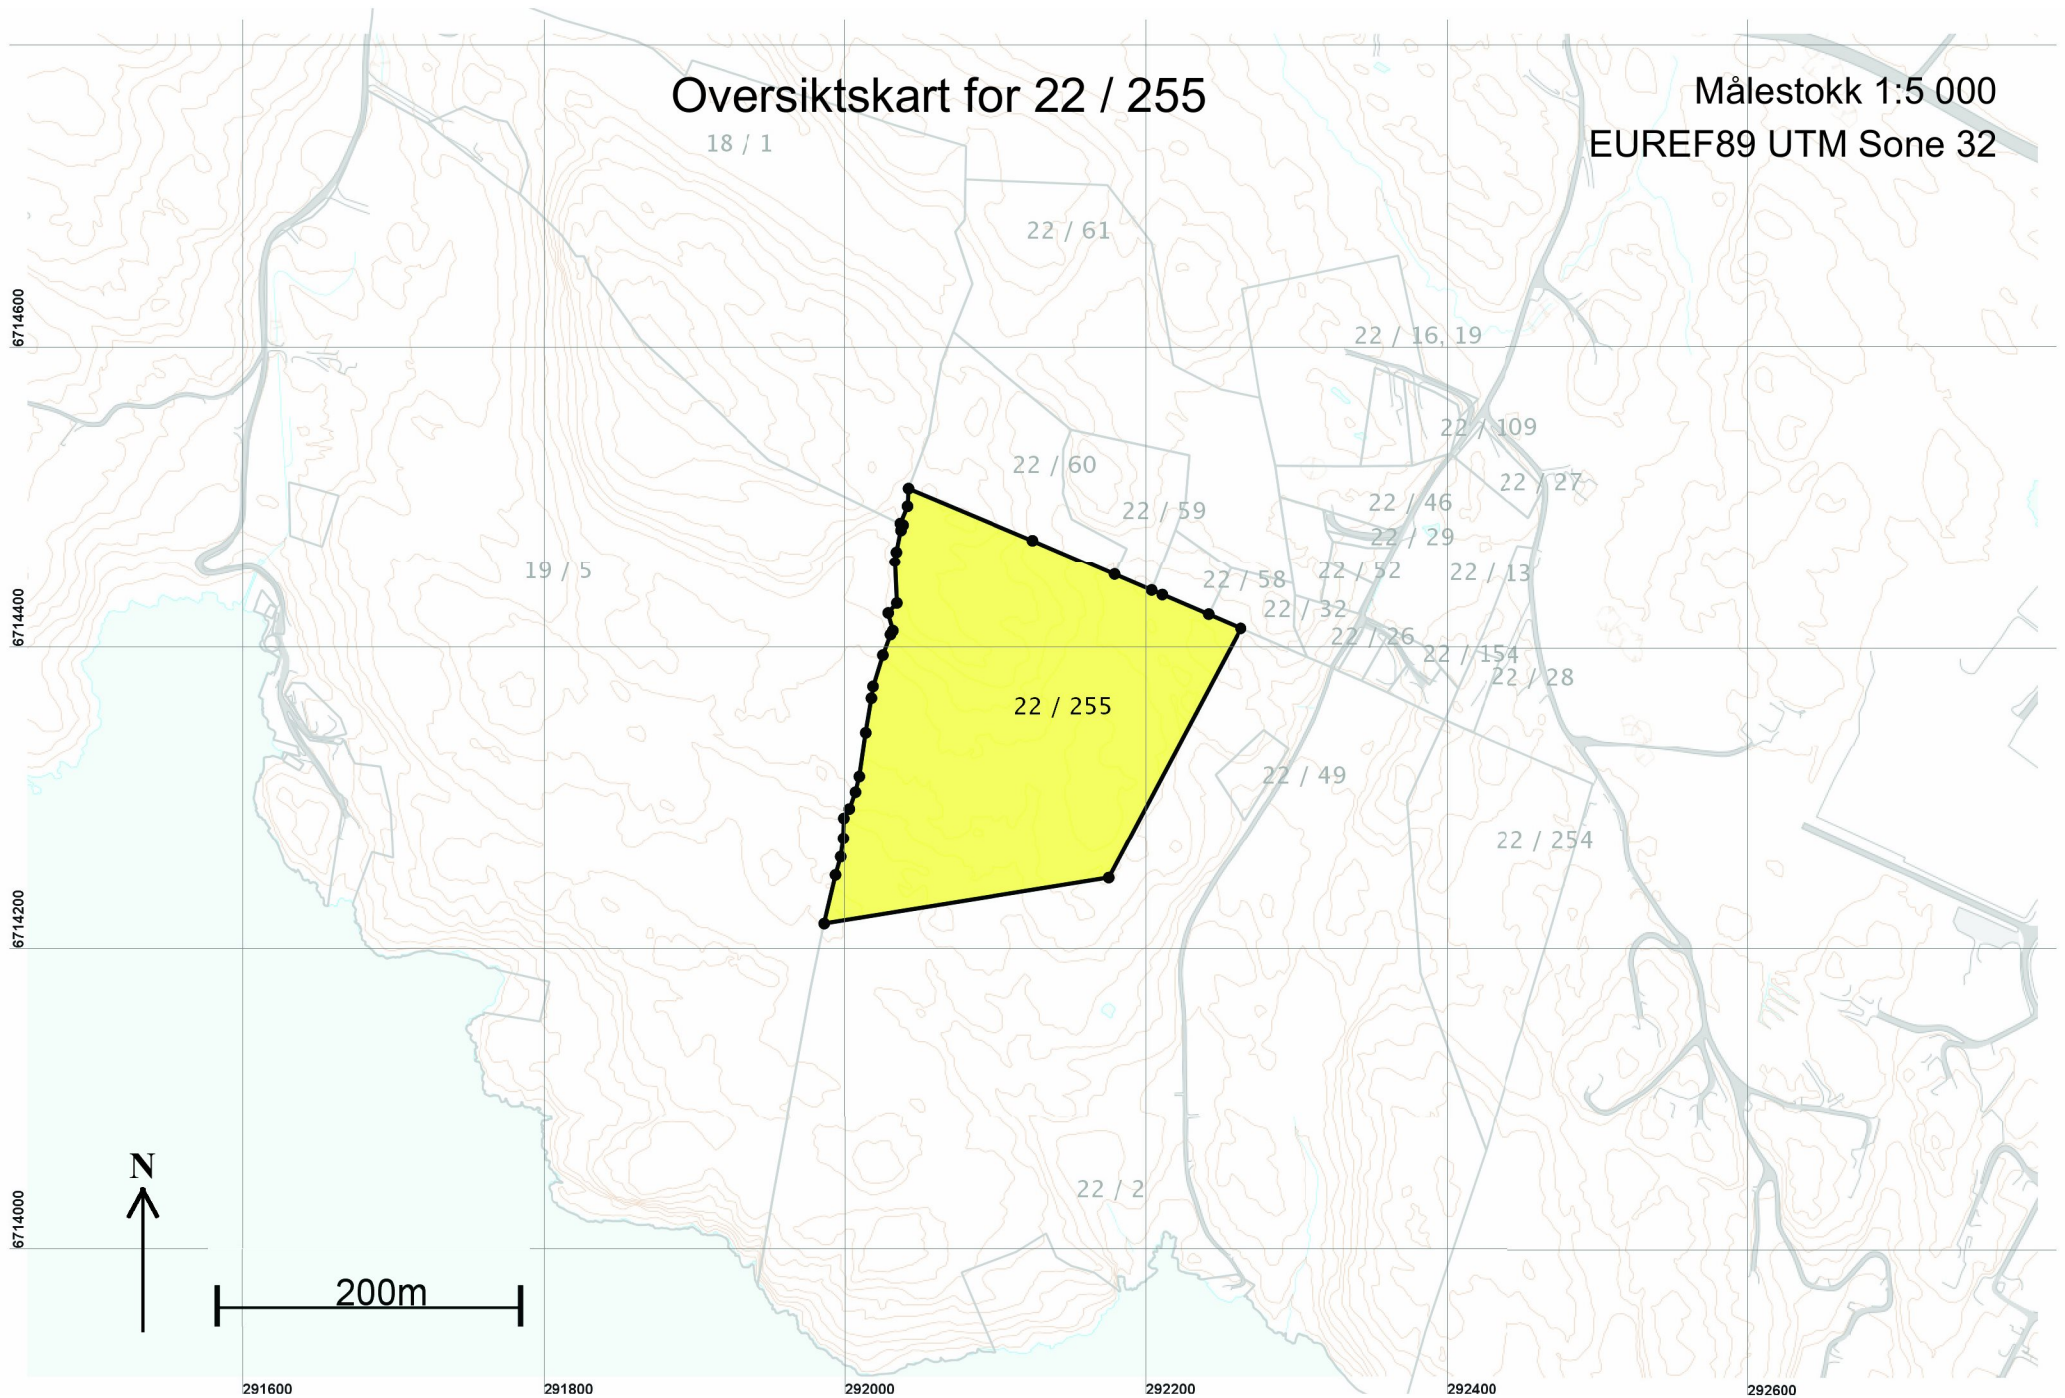 Oversiktskart for 22 / 255
Målestokk 1:5 000
EUREF89 UTM Sone 32
18 / 1
22 / 61
6714600
22 / 16, 19
22 / 109
22 / 60
22 / 27
22 / 46
22 / 59
22 / 29
19 / 5
22 / 58
22 / 52
22 / 13
22 / 32
6714400
22 / 26
22 / 154
22 / 28
22 / 255
22 / 49
22 / 254
6714200
N
22 / 2
6714000
200m
291600
291800
292000
292200
292400
292600